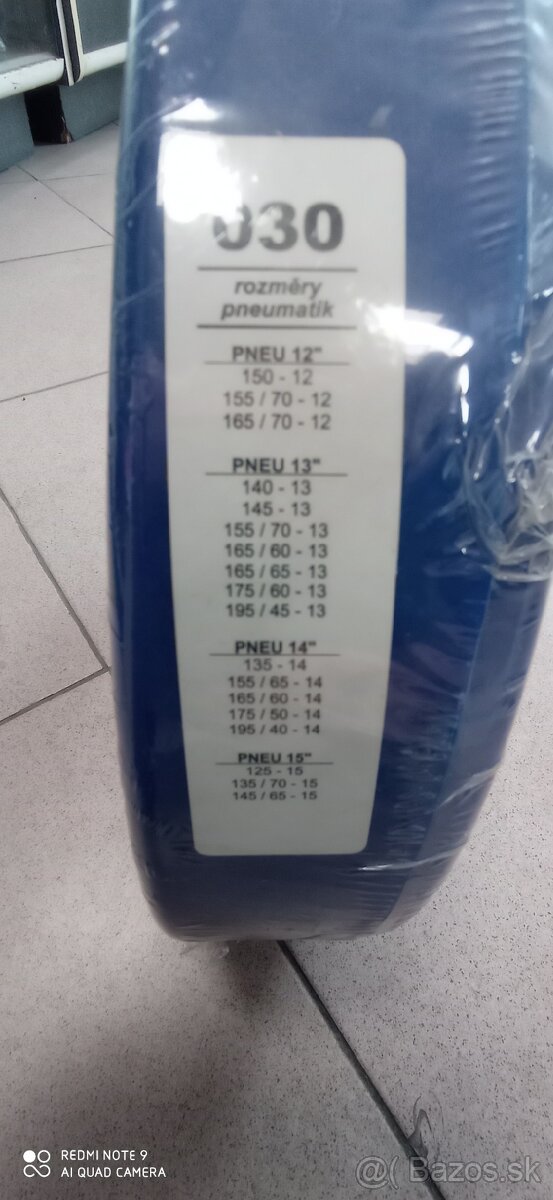 030
rozměry
pneumatik
PNEU 12"
150 - 12
155 / 70 - 12
165 / 70 - 12
PNEU 13"
140 - 13
145 - 13
155 / 70 - 13
165 / 60 - 13
165 / 65 - 13
175 / 60 - 13
195 / 45 - 13
PNEU 14"
135 - 14
155 / 65 - 14
165 / 60 - 14
175 / 50 - 14
195 / 40 - 14
PNEU 15"
125 - 15
135 / 70 - 15
145 / 65 - 15
REDMI NOTE 9
AI QUAD CAMERA
Bazos.sk